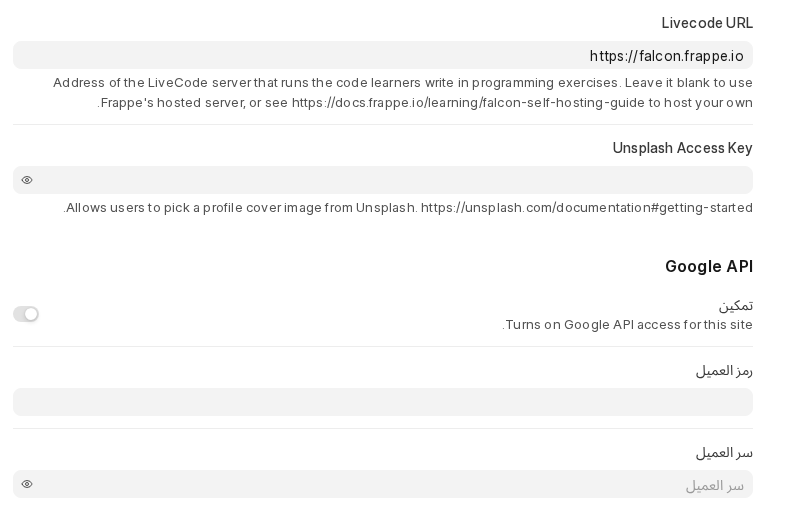 Livecode URL
https://falcon.frappe.io
Address of the LiveCode server that runs the code learners write in programming exercises. Leave it blank to use
Frappe's hosted server, or see https://docs.frappe.io/learning/falcon-self-hosting-guide to host your own.
Unsplash Access Key
Allows users to pick a profile cover image from Unsplash. https://unsplash.com/documentation#getting-started.
Google API
تمكين
Turns on Google API access for this site.
رمز العميل
سر العميل
سر العميل